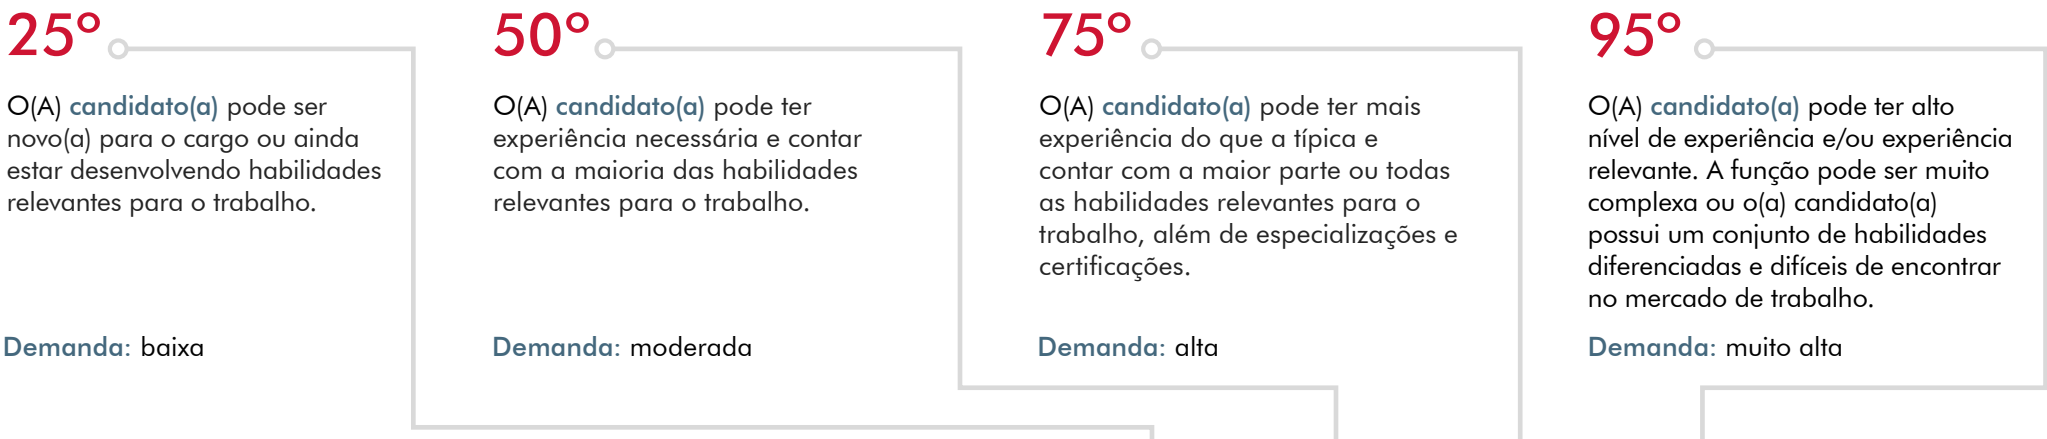 25º
O(A) candidato(a) pode ser
novo(a) para o cargo ou ainda
estar desenvolvendo habilidades
relevantes para o trabalho.
Demanda: baixa
50º
O(A) candidato(a) pode ter
experiência necessária e contar
com a maioria das habilidades
relevantes para o trabalho.
Demanda: moderada
75º
O(A) candidato(a) pode ter mais
experiência do que a típica e
contar com a maior parte ou todas
as habilidades relevantes para o
trabalho, além de especializações e
certificações.
Demanda: alta
95º
O(A) candidato(a) pode ter alto
nível de experiência e/ou experiência
relevante. A função pode ser muito
complexa ou o(a) candidato(a)
possui um conjunto de habilidades
diferenciadas e difíceis de encontrar
no mercado de trabalho.
Demanda: muito alta